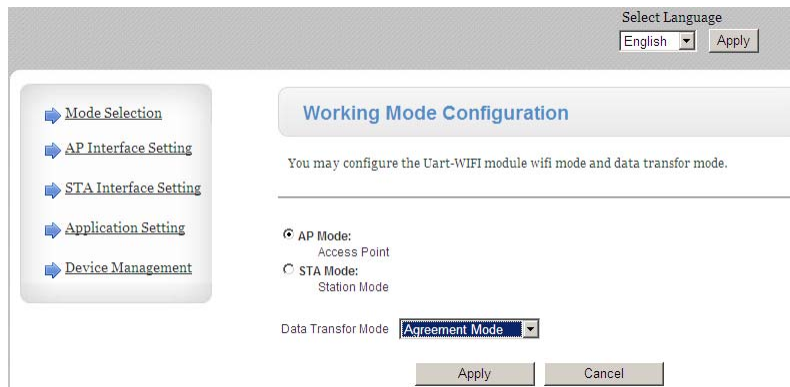 Select Language
English
Apply
Mode Selection
AP Interface Setting
STA Interface Setting
Application Setting
Device Management
Working Mode Configuration
You may configure the Uart-WIFI module wifi mode and data transfor mode.
AP Mode:
Access Point
STA Mode:
Station Mode
Data Transfor Mode Agreement Mode
Apply Cancel